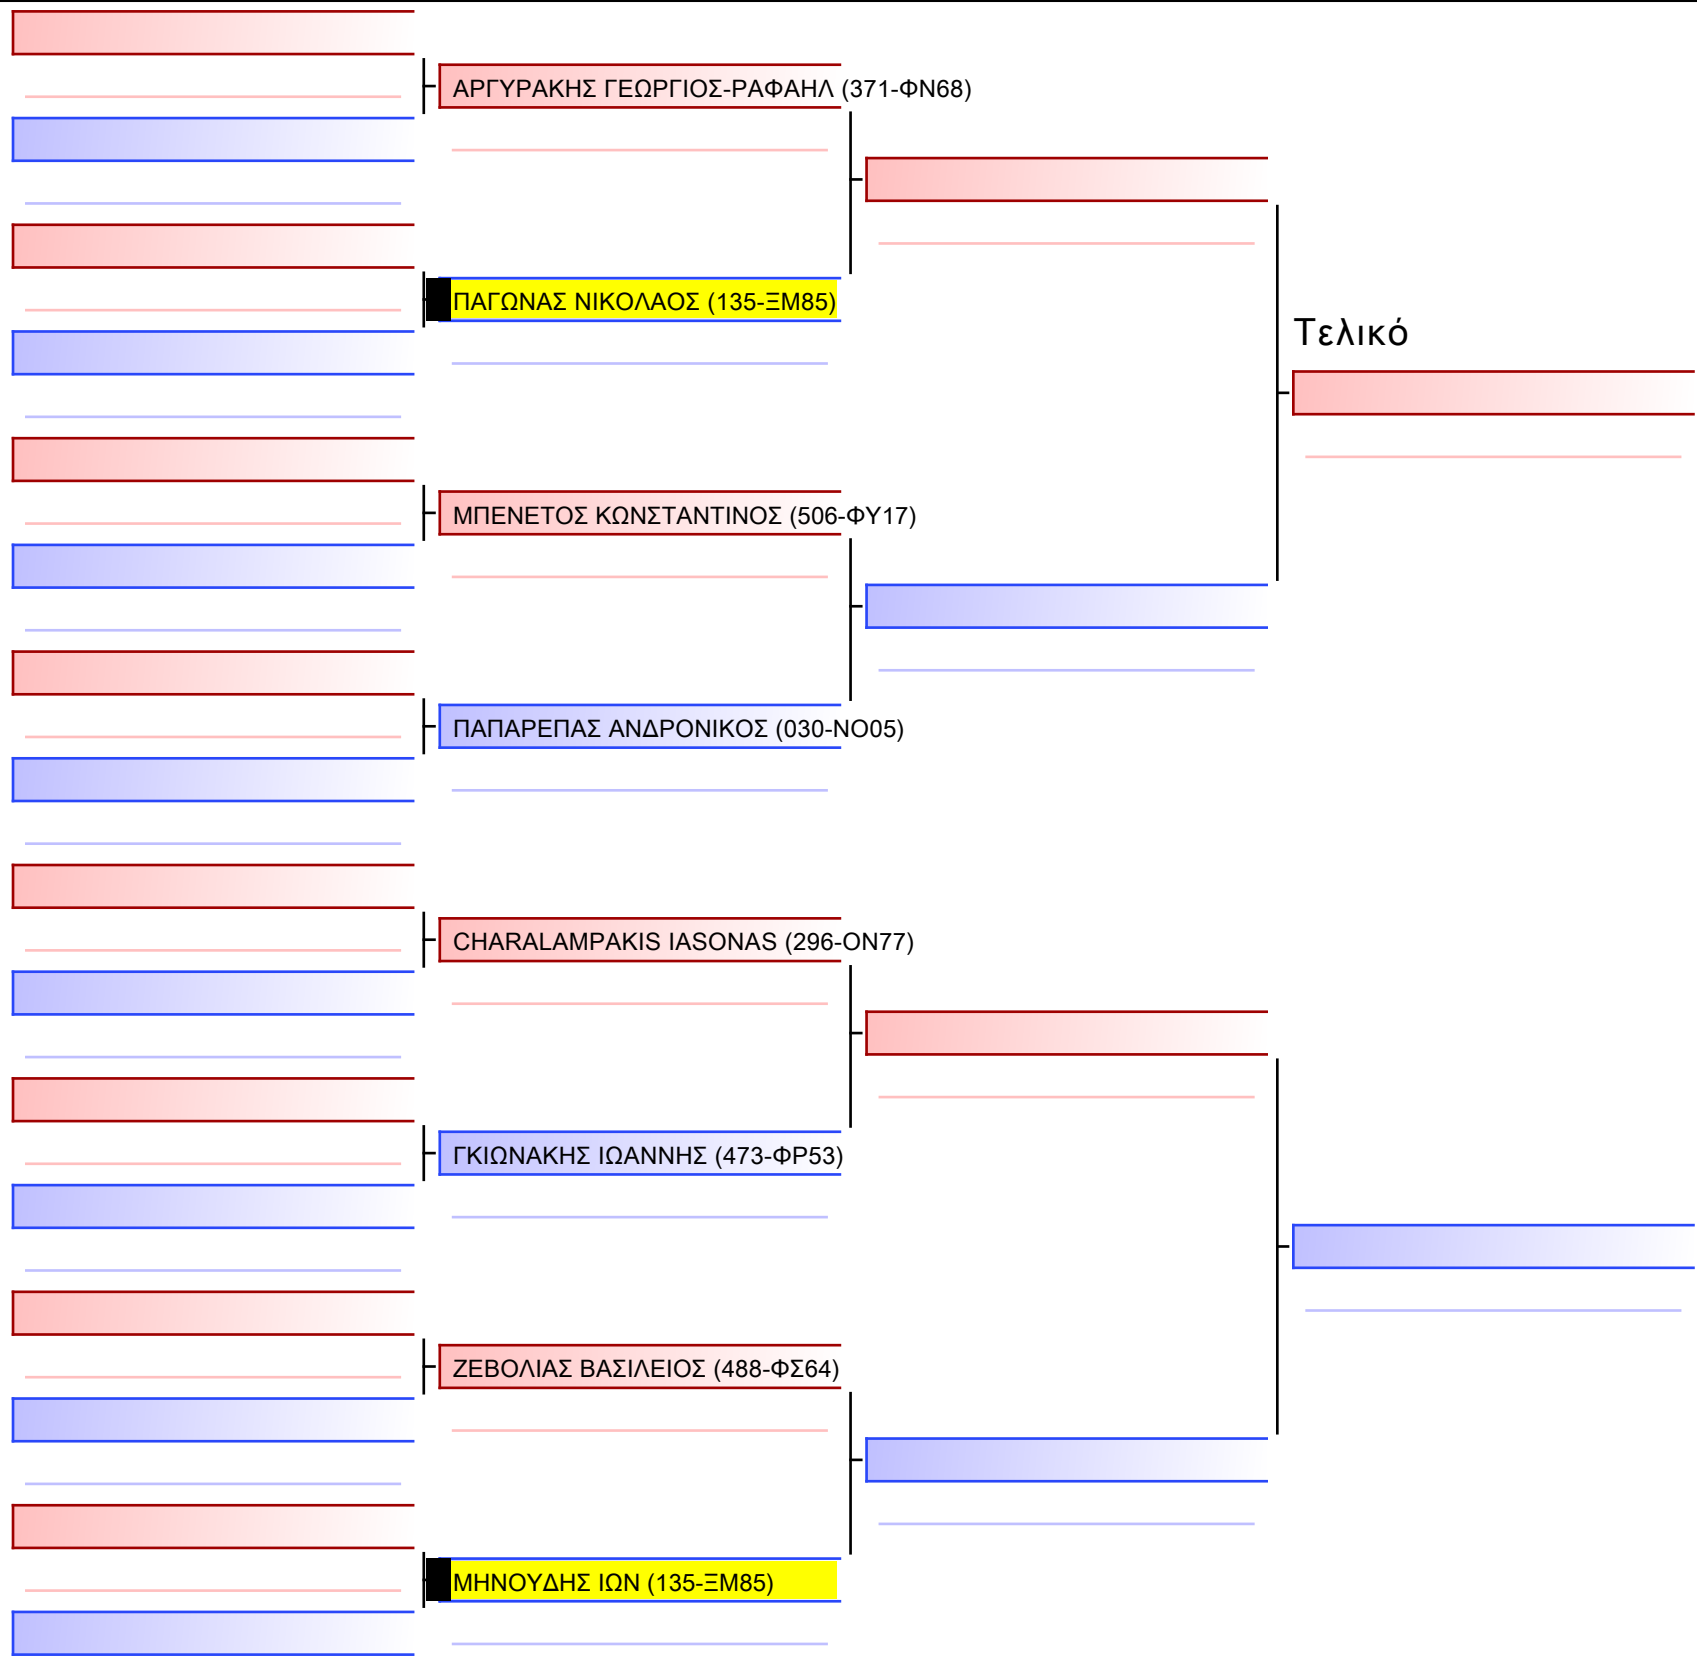 ΑΡΓΥΡΑΚΗΣ ΓΕΩΡΓΙΟΣ-ΡΑΦΑΗΛ (371-ΦΝ68)
ΠΑΓΩΝΑΣ ΝΙΚΟΛΑΟΣ (135-ΞΜ85)
Τελικό
ΜΠΕΝΕΤΟΣ ΚΩΝΣΤΑΝΤΙΝΟΣ (506-ΦΥ17)
ΠΑΠΑΡΕΠΑΣ ΑΝΔΡΟΝΙΚΟΣ (030-ΝΟ05)
CHARALAMPAKIS IASONAS (296-ΟΝ77)
ΓΚΙΩΝΑΚΗΣ ΙΩΑΝΝΗΣ (473-ΦΡ53)
ΖΕΒΟΛΙΑΣ ΒΑΣΙΛΕΙΟΣ (488-ΦΣ64)
ΜΗΝΟΥΔΗΣ ΙΩΝ (135-ΞΜ85)